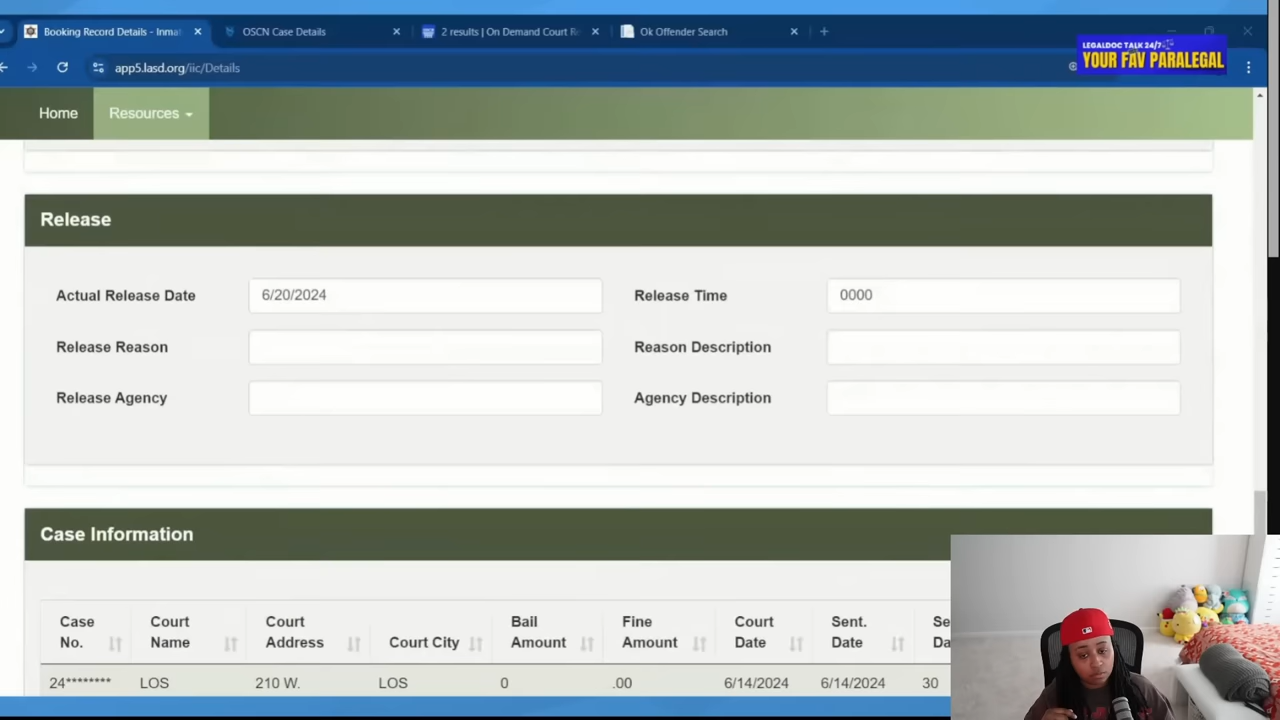 Booking Record Details - Inma
OSCN Case Details
2 results | On Demand Court R
Ok Offender Search
app5.lasd.org/iic/Details
LEGALDOC TALK 24/7
YOUR FAV PARALEGAL
Home
Resources
Release
Actual Release Date
6/20/2024
Release Time
0000
Release Reason
Reason Description
Release Agency
Agency Description
Case Information
Case No.
Court Name
Court Address
Court City
Bail Amount
Fine Amount
Court Date
Sent. Date
Se
Da
24********
LOS
210 W.
LOS
0
.00
6/14/2024
6/14/2024
30